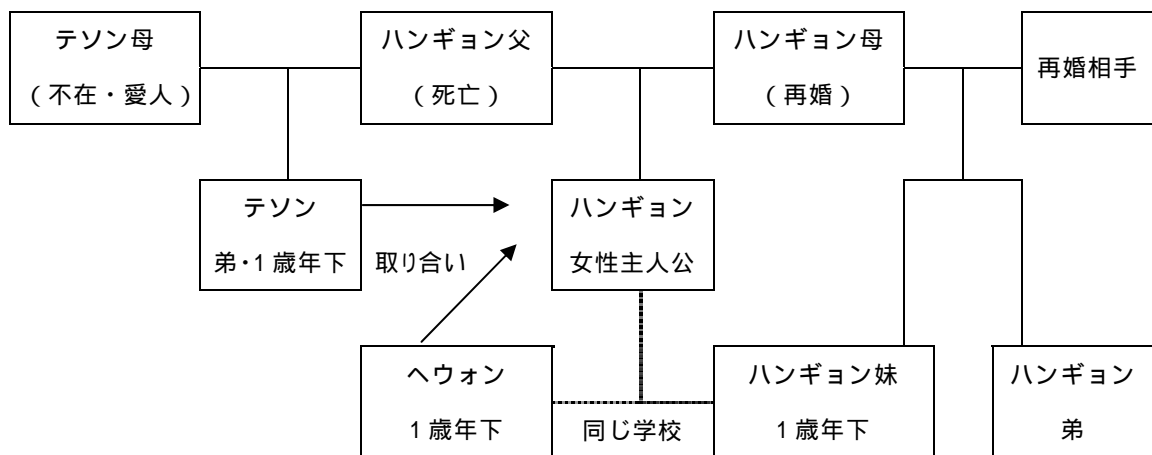 テソン母
（不在・愛人）
ハンギョン父
（死亡）
ハンギョン母
（再婚）
再婚相手
テソン
弟・1歳年下
取り合い
ハンギョン
女性主人公
ヘウォン
1歳年下
同じ学校
ハンギョン妹
1歳年下
ハンギョン
弟